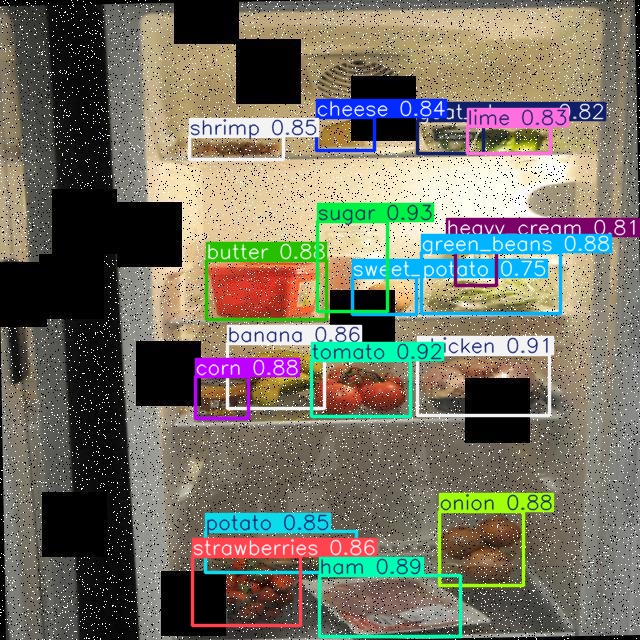 cheese 0.84
0.82
lime 0.83
shrimp 0.85
sugar 0.93
heavy_cream 0.81
green_beans 0.88
butter 0.88
sweet_potato 0.75
banana 0.86
tomato 0.92
0.91
corn 0.88
onion 0.88
potato 0.85
strawberries 0.86
ham 0.89